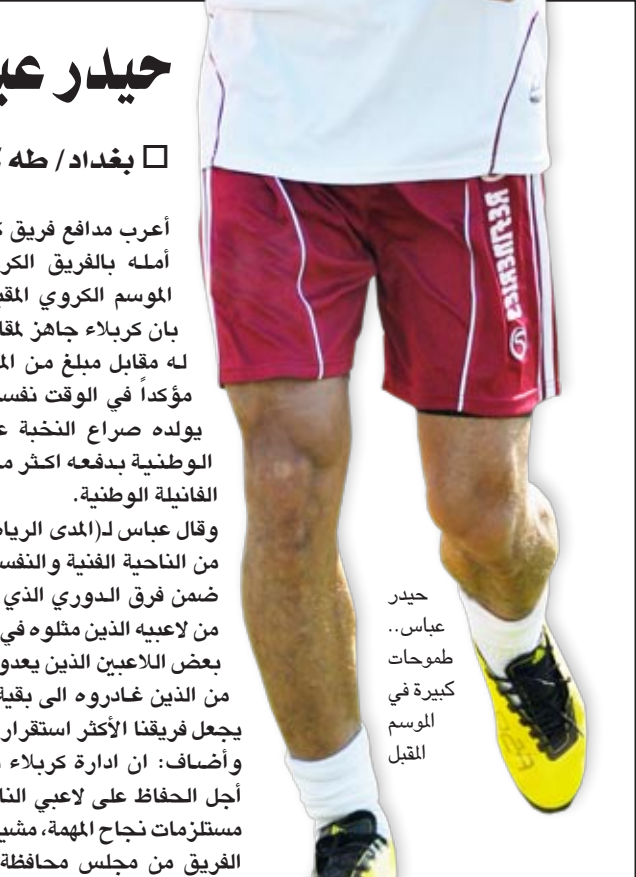 حيدر عب
□ بغداد/ طه
أعرب مدافع فريق
أمله بالفريق الكر
الموسم الكروي المق
بان كربلاء جاهز لمقا
له مقابل مبلغ من الم
مؤكداً في الوقت نفس
يولده صراع النخبة ع
الوطنية بدفعه اكثر م
الفانيلة الوطنية.
وقال عباس لـ(المدى الريا
من الناحية الفنية والنفس
ضمن فرق الدوري الذي
من لاعبيه الذين مثلوه في
بعض اللاعبين الذين يعدو
من الذين غادروه الى بقية
يجعل فريقنا الأكثر استقرار
وأضاف: ان ادارة كربلاء
أجل الحفاظ على لاعبي النا
مستلزمات نجاح المهمة، مشي
الفريق من مجلس محافظة
حيدر
عباس..
طموحات
كبيرة في
الموسم
المقبل